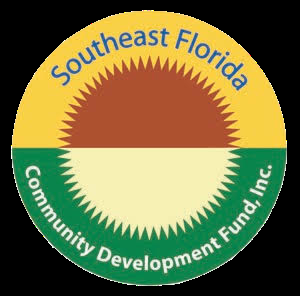 Southeast Florida
Community Development Fund, Inc.